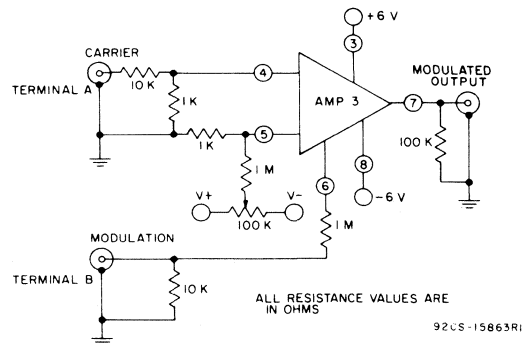 +6 V
3
CARRIER
TERMINAL A
10 K
4
1 K
AMP 3
MODULATED
OUTPUT
7
1 K
5
1 M
6
8
100 K
-6 V
V+
V-
100 K
1 M
MODULATION
TERMINAL B
10 K
ALL RESISTANCE VALUES ARE
IN OHMS
92CS-15863R1